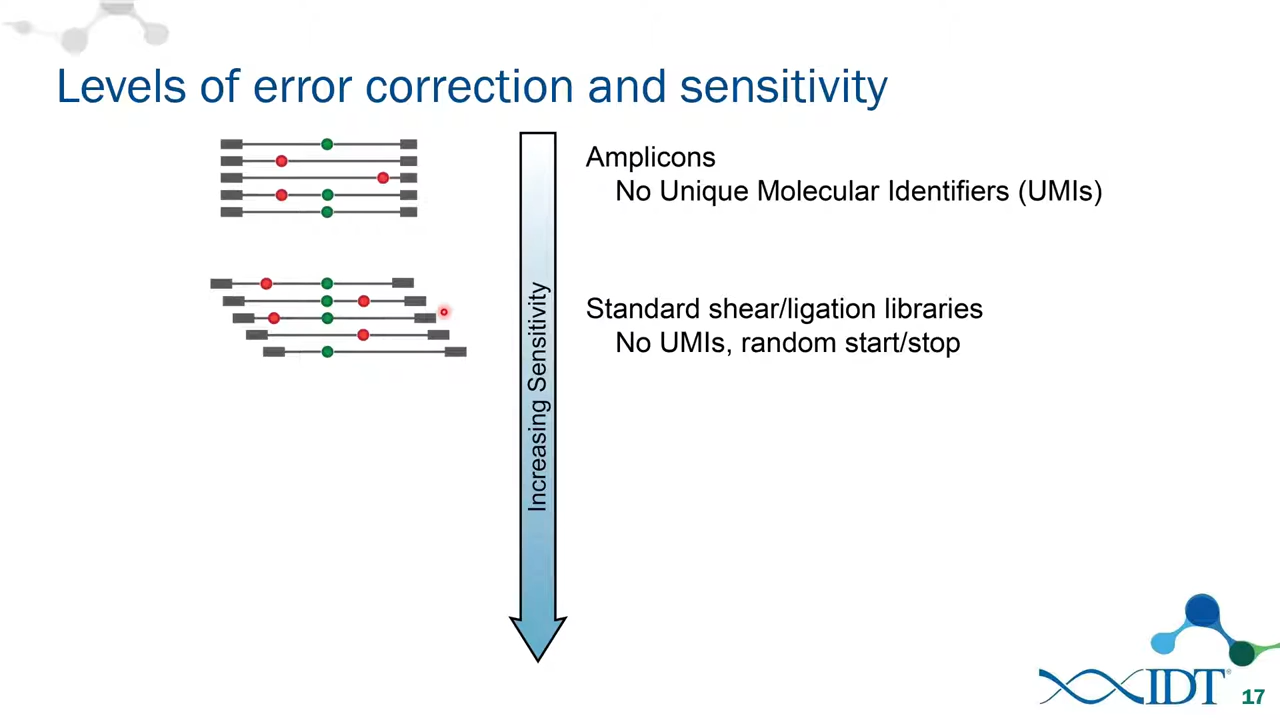 Levels of error correction and sensitivity
Amplicons
No Unique Molecular Identifiers (UMIs)
Standard shear/ligation libraries
No UMIs, random start/stop
Increasing Sensitivity
IDT®
17